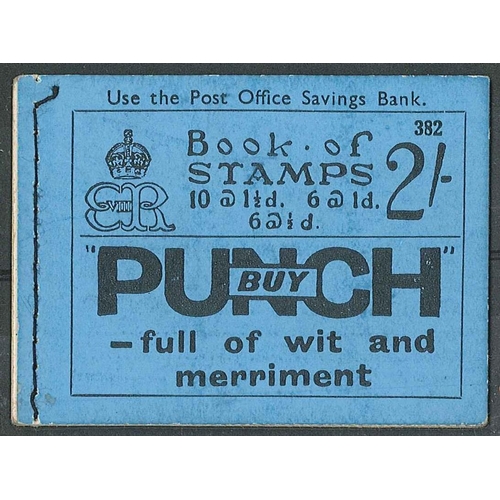 Use the Post Office Savings Bank.
382
Book of
STAMPS
2/-
10 @ 1½d. 6 @ 1d.
6 @ ½d.
EVIIIR
"PUNCH"
BUY
– full of wit and
merriment